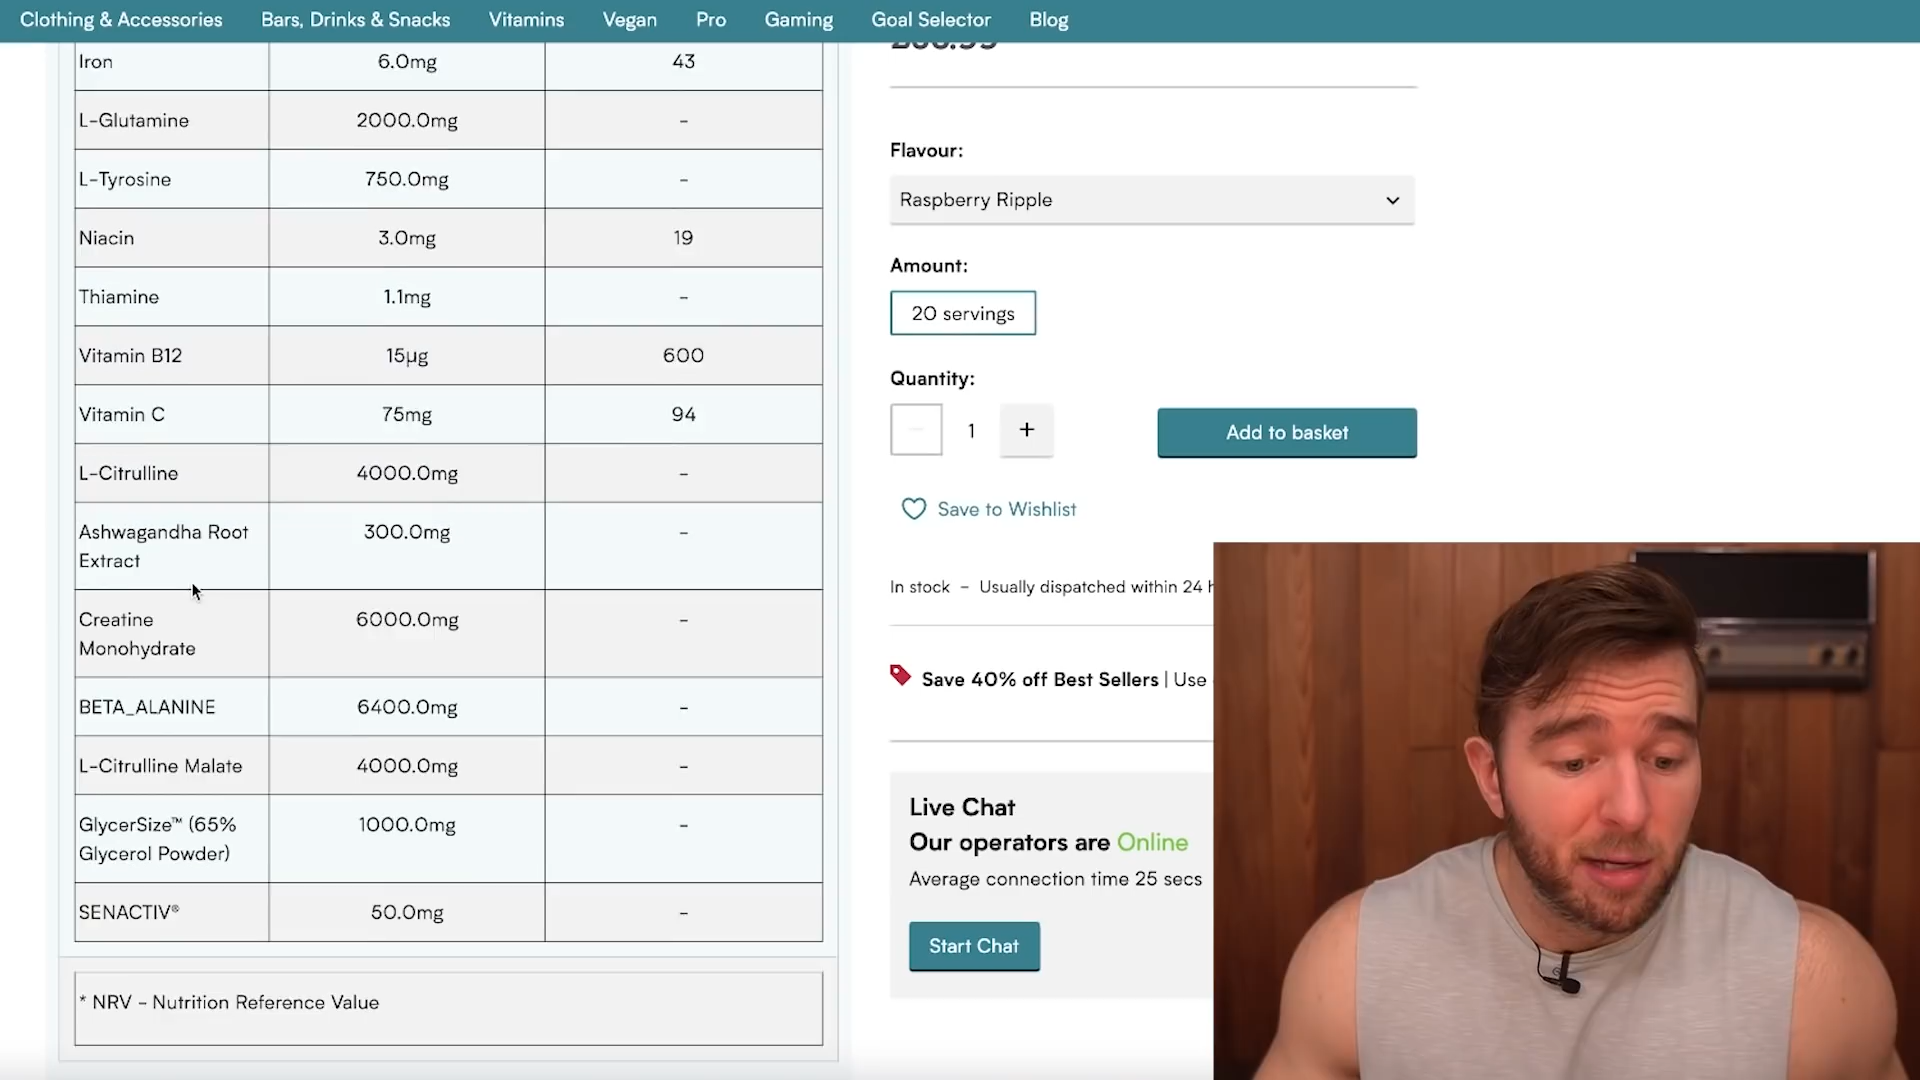 Clothing & Accessories Bars, Drinks & Snacks Vitamins Vegan Pro Gaming Goal Selector Blog
Iron 6.0mg 43
L-Glutamine 2000.0mg -
L-Tyrosine 750.0mg -
Niacin 3.0mg 19
Thiamine 1.1mg -
Vitamin B12 15µg 600
Vitamin C 75mg 94
L-Citrulline 4000.0mg -
Ashwagandha Root 300.0mg -
Extract
Creatine 6000.0mg -
Monohydrate
BETA_ALANINE 6400.0mg -
L-Citrulline Malate 4000.0mg -
GlycerSize™ (65% 1000.0mg -
Glycerol Powder)
SENACTIV® 50.0mg -
* NRV - Nutrition Reference Value
Flavour:
Raspberry Ripple
Amount:
20 servings
Quantity:
1 +
Add to basket
Save to Wishlist
In stock - Usually dispatched within 24
Save 40% off Best Sellers | Use
Live Chat
Our operators are Online
Average connection time 25 secs
Start Chat